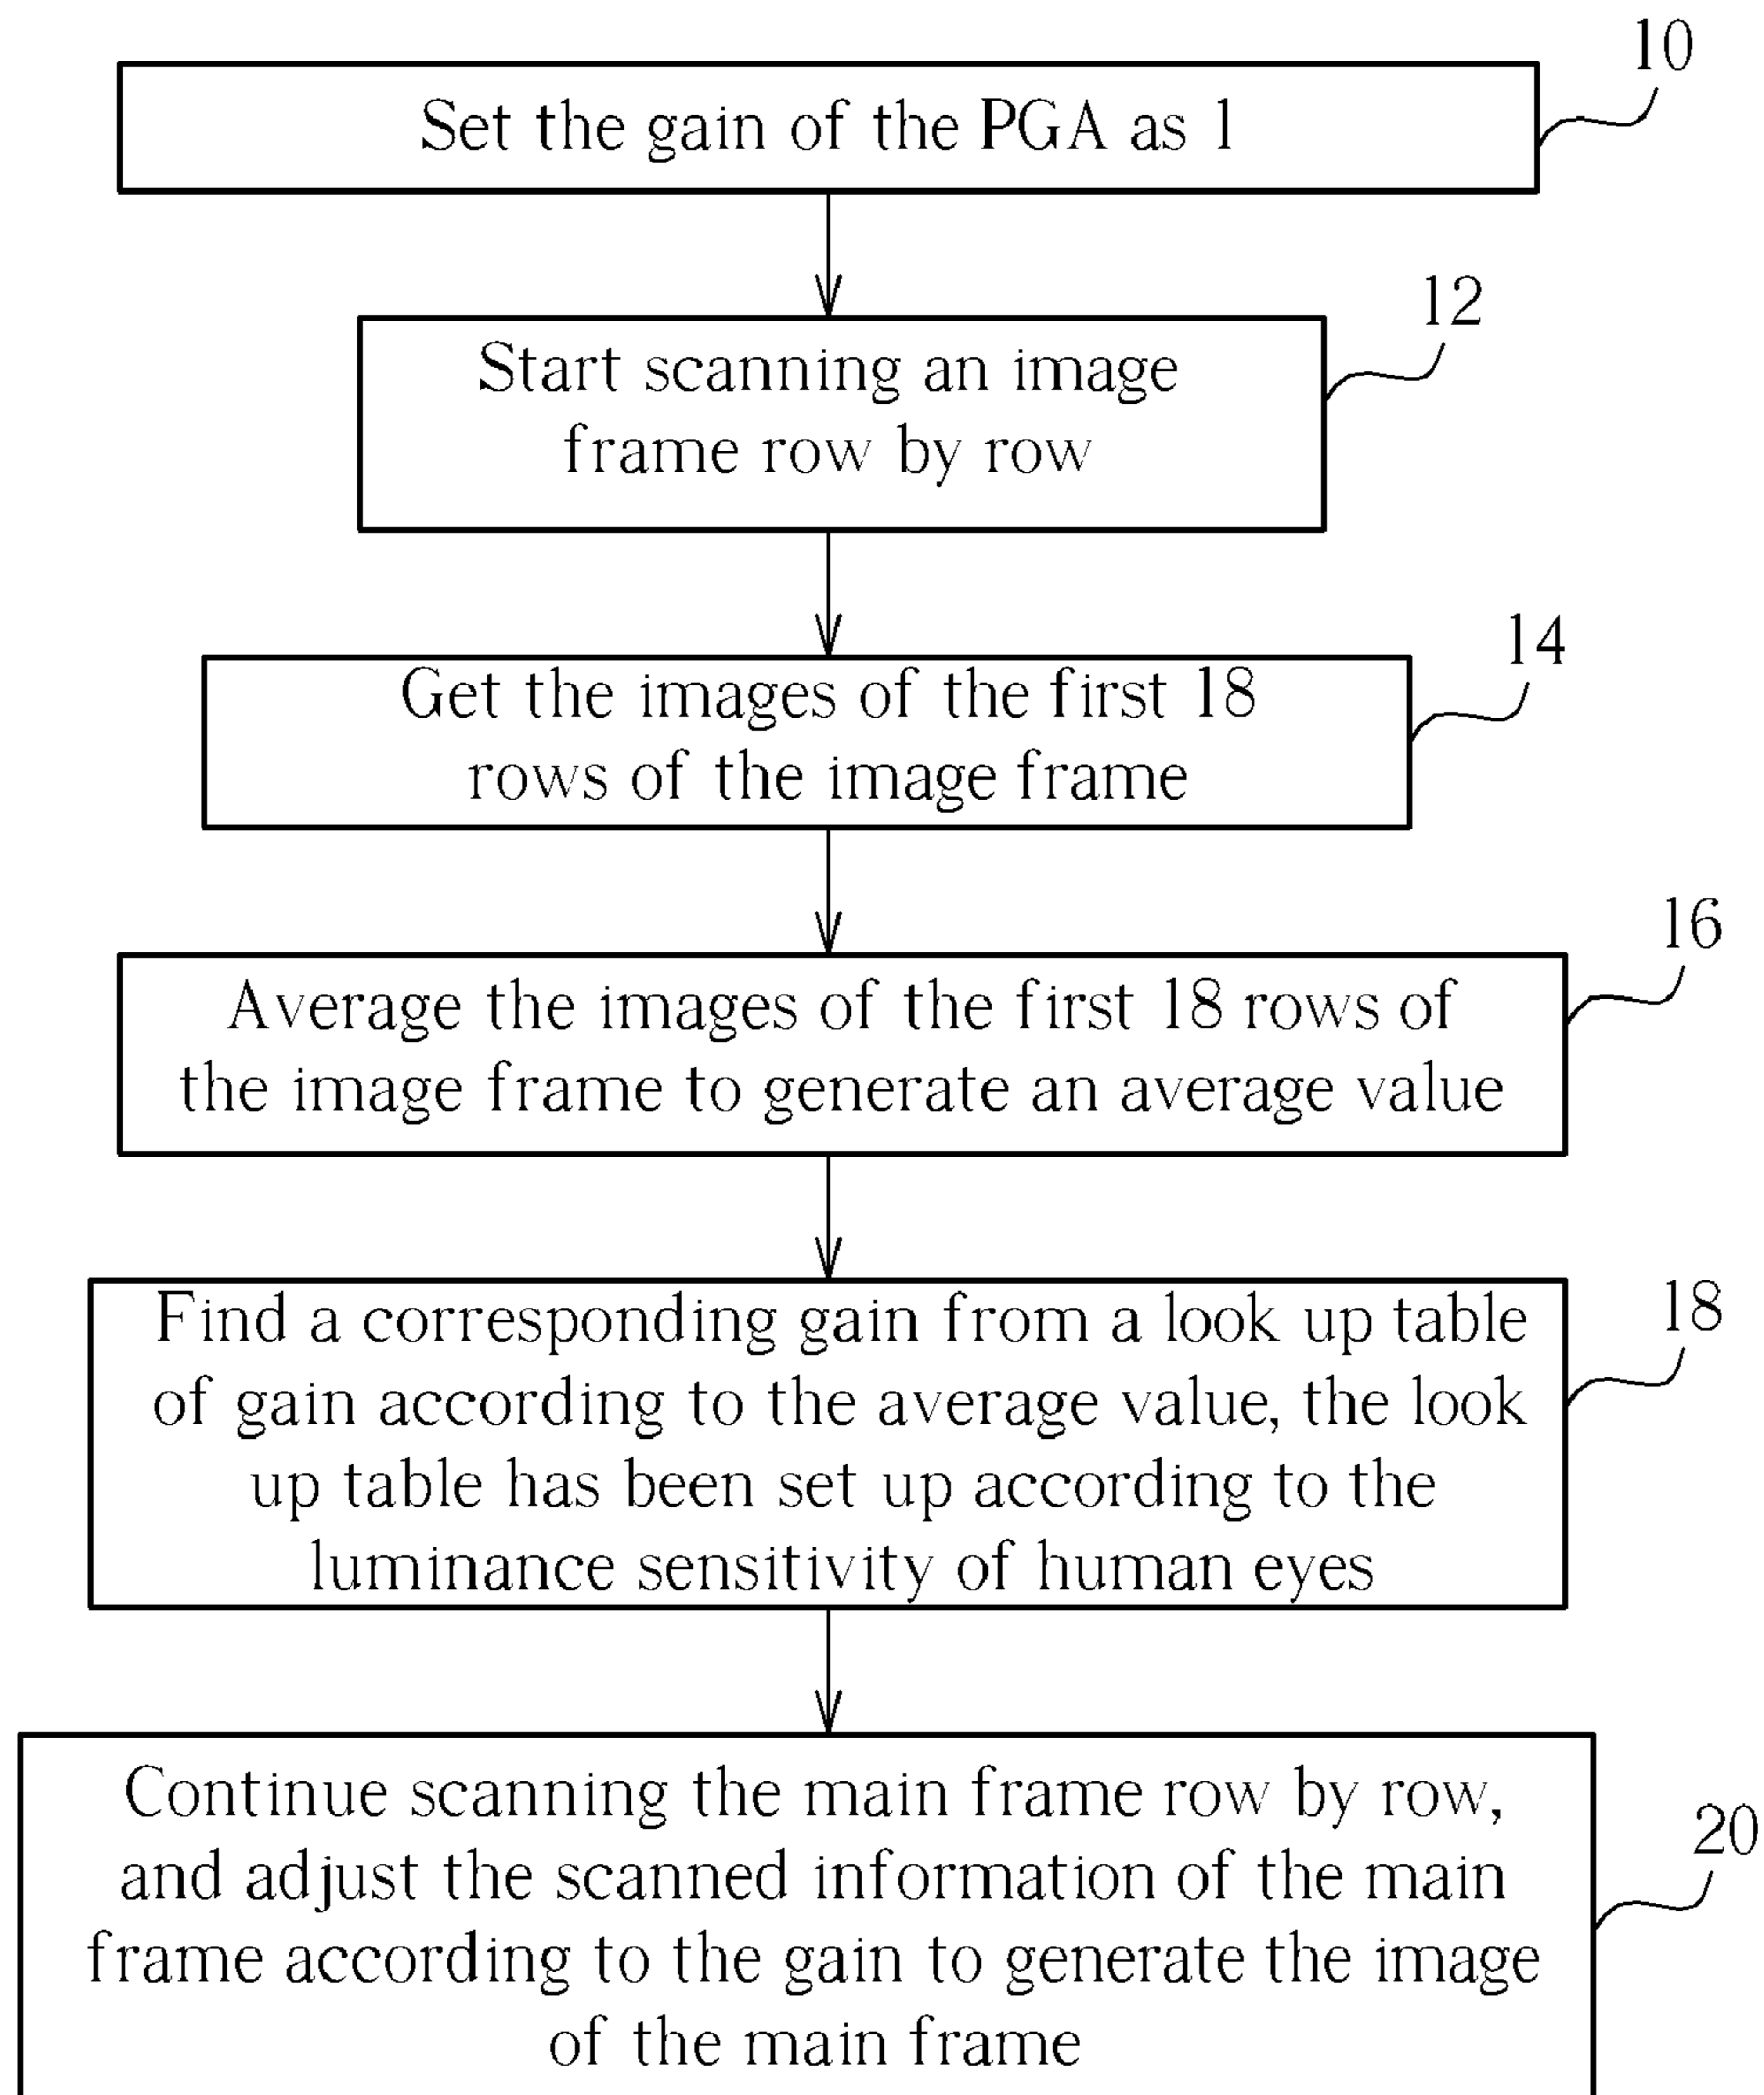 10
Set the gain of the PGA as 1
12
Start scanning an image
frame row by row
14
Get the images of the first 18
rows of the image frame
16
Average the images of the first 18 rows of
the image frame to generate an average value
18
Find a corresponding gain from a look up table
of gain according to the average value, the look
up table has been set up according to the
luminance sensitivity of human eyes
20
Continue scanning the main frame row by row,
and adjust the scanned information of the main
frame according to the gain to generate the image
of the main frame